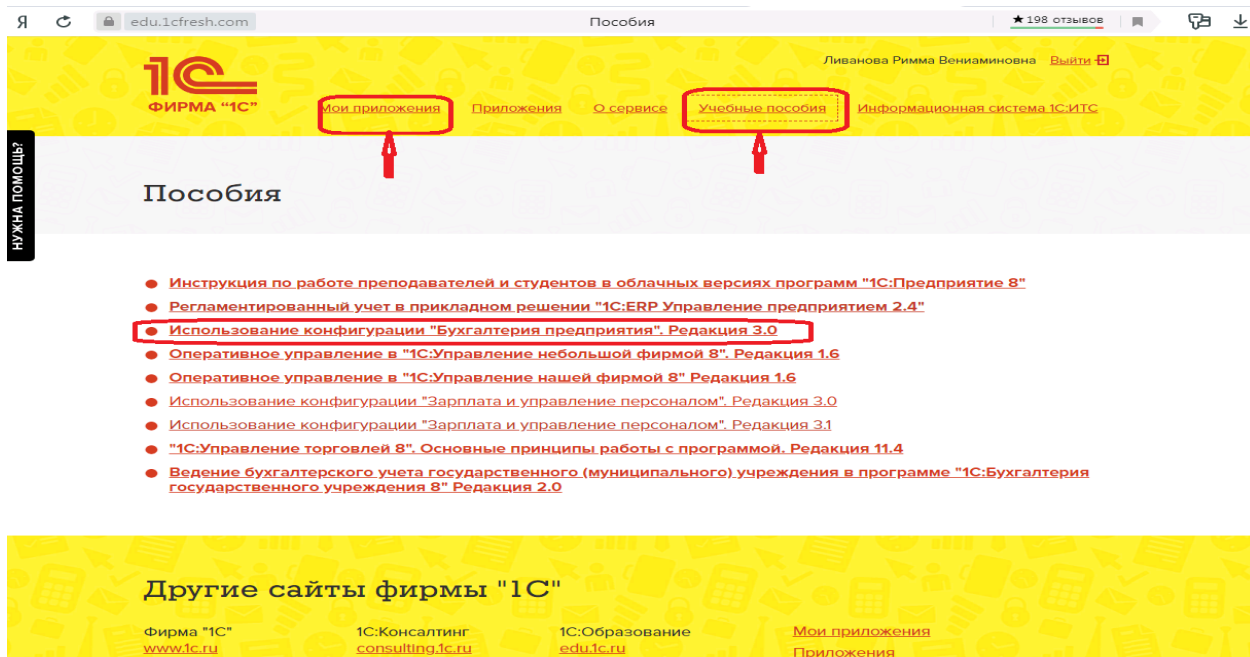 Я edu.1cfresh.com Пособия ★ 198 отзывов
Ливанова Римма Вениаминовна Выйти
1С
ФИРМА "1С"
Мои приложения Приложения О сервисе Учебные пособия Информационная система 1С:ИТС
НУЖНА ПОМОЩЬ?
Пособия
Инструкция по работе преподавателей и студентов в облачных версиях программ "1С:Предприятие 8"
Регламентированный учет в прикладном решении "1С:ERP Управление предприятием 2.4"
Использование конфигурации "Бухгалтерия предприятия". Редакция 3.0
Оперативное управление в "1С:Управление небольшой фирмой 8". Редакция 1.6
Оперативное управление в "1С:Управление нашей фирмой 8" Редакция 1.6
Использование конфигурации "Зарплата и управление персоналом". Редакция 3.0
Использование конфигурации "Зарплата и управление персоналом". Редакция 3.1
"1С:Управление торговлей 8". Основные принципы работы с программой. Редакция 11.4
Ведение бухгалтерского учета государственного (муниципального) учреждения в программе "1С:Бухгалтерия
государственного учреждения 8" Редакция 2.0
Другие сайты фирмы "1С"
Фирма "1С" 1С:Консалтинг 1С:Образование Мои приложения
www.1c.ru consulting.1c.ru edu.1c.ru Приложения